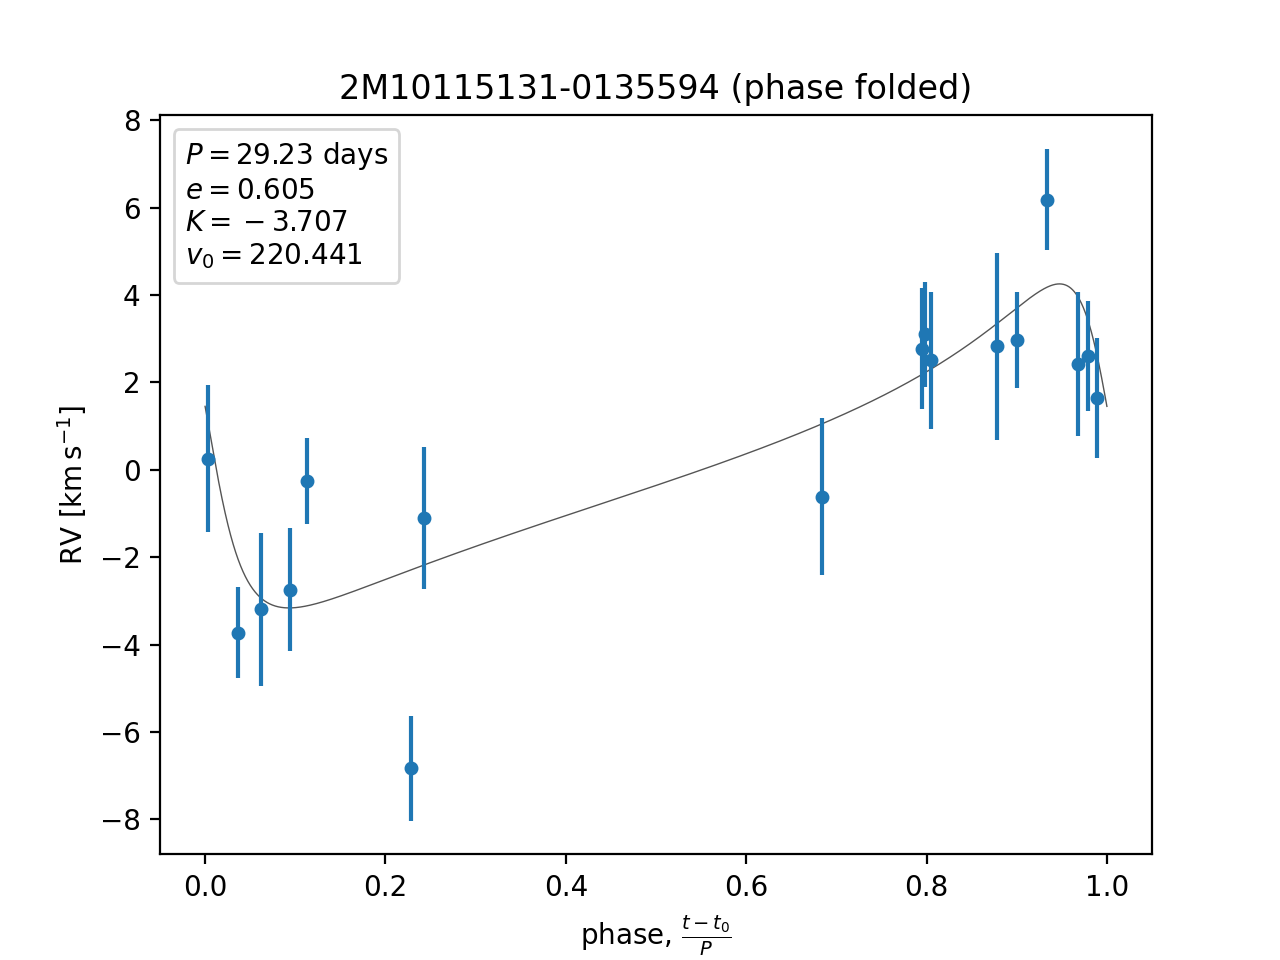 2M10115131-0135594 (phase folded)
P = 29.23 days
e = 0.605
K = −3.707
v₀ = 220.441
8
6
4
2
0
−2
−4
−6
−8
RV [km s⁻¹]
0.0 0.2 0.4 0.6 0.8 1.0
phase, (t − t₀)/P